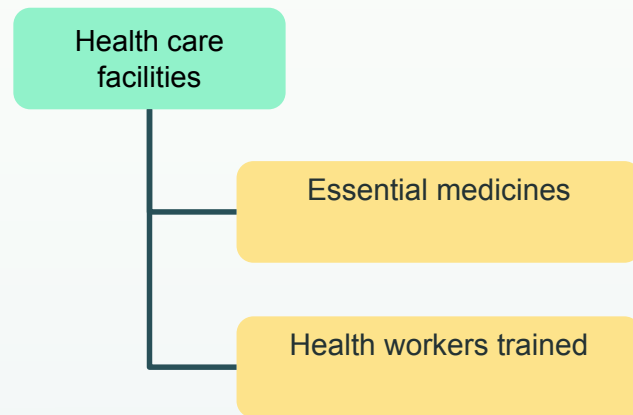 Health care
facilities
Essential medicines
Health workers trained